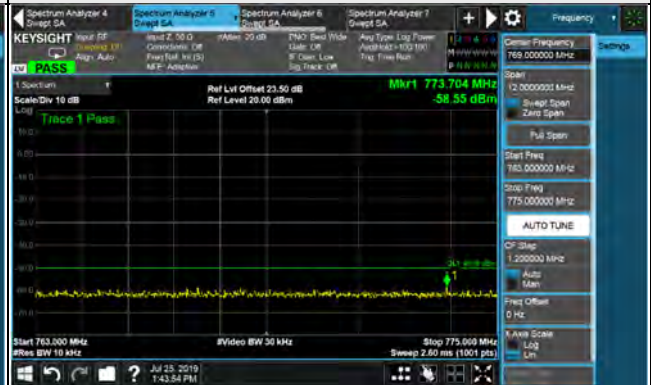 Spectrum Analyzer 4
Swept SA
Spectrum Analyzer 5
Swept SA
Spectrum Analyzer 6
Swept SA
Spectrum Analyzer 7
Swept SA
Frequency
KEYSIGHT
Input: RF
Align: Auto
Input Z: 50 Ω
Corrections: Off
Freq Ref: Int (S)
NFE: Adaptive
PNO: Best Wide
Gate: Off
IF Gain: Low
Sig Track: Off
Avg Type: Log Power
Avg|Hold:>100/100
Trig: Free Run
LW
PASS
1 Spectrum
Scale/Div 10 dB
Ref Lvl Offset 23.50 dB
Ref Level 20.00 dBm
Mkr1 773.704 MHz
-58.55 dBm
Log
Trace 1 Pass
1
Start 763.000 MHz
#Res BW 10 kHz
#Video BW 30 kHz
Stop 775.000 MHz
Sweep 2.60 ms (1001 pts)
Center Frequency
769.000000 MHz
Settings
Span
12.0000000 MHz
Swept Span
Zero Span
Full Span
Start Freq
763.000000 MHz
Stop Freq
775.000000 MHz
AUTO TUNE
CF Step
1.200000 MHz
Auto
Man
Freq Offset
0 Hz
X Axis Scale
Log
Lin
?
Jul 25, 2019
1:43:54 PM